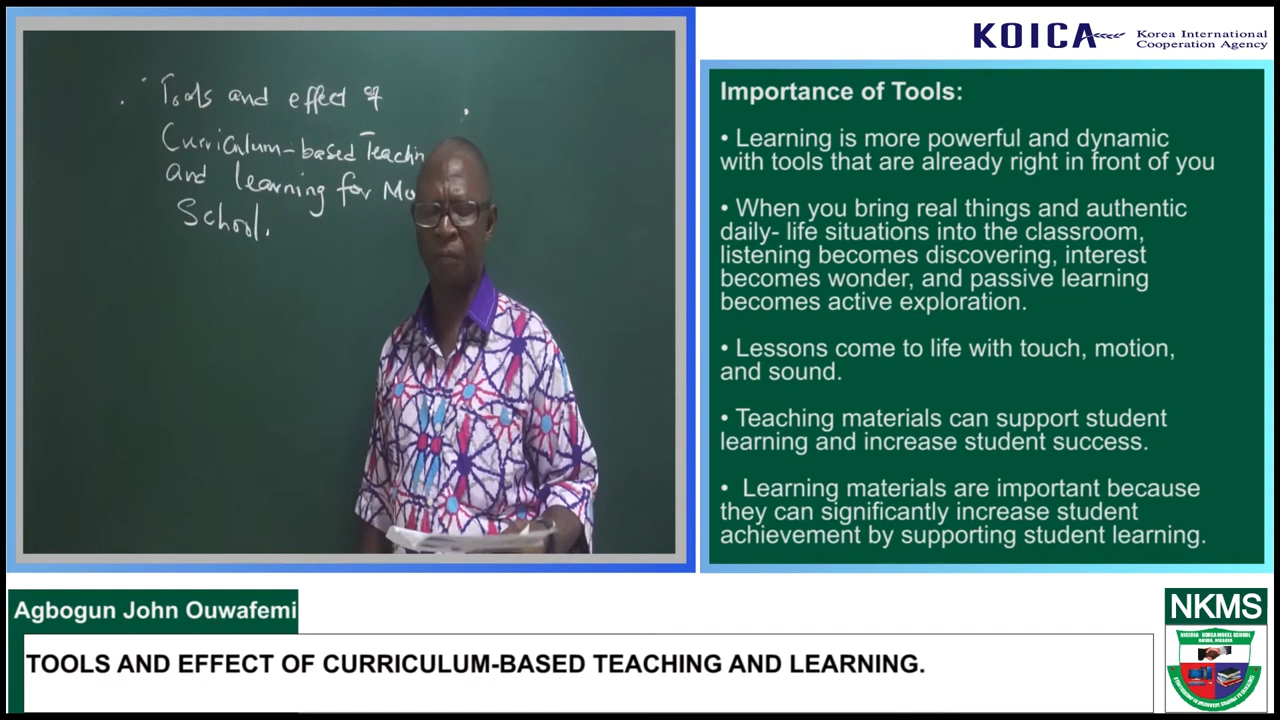 Tools and effect of
Curriculum-based Teachin
and learning for Mo
School.
KOICA
Korea International
Cooperation Agency
Importance of Tools:
• Learning is more powerful and dynamic
with tools that are already right in front of you
• When you bring real things and authentic
daily- life situations into the classroom,
listening becomes discovering, interest
becomes wonder, and passive learning
becomes active exploration.
• Lessons come to life with touch, motion,
and sound.
• Teaching materials can support student
learning and increase student success.
• Learning materials are important because
they can significantly increase student
achievement by supporting student learning.
Agbogun John Ouwafemi
TOOLS AND EFFECT OF CURRICULUM-BASED TEACHING AND LEARNING.
NKMS
NIGERIA KOREA MODEL SCHOOL